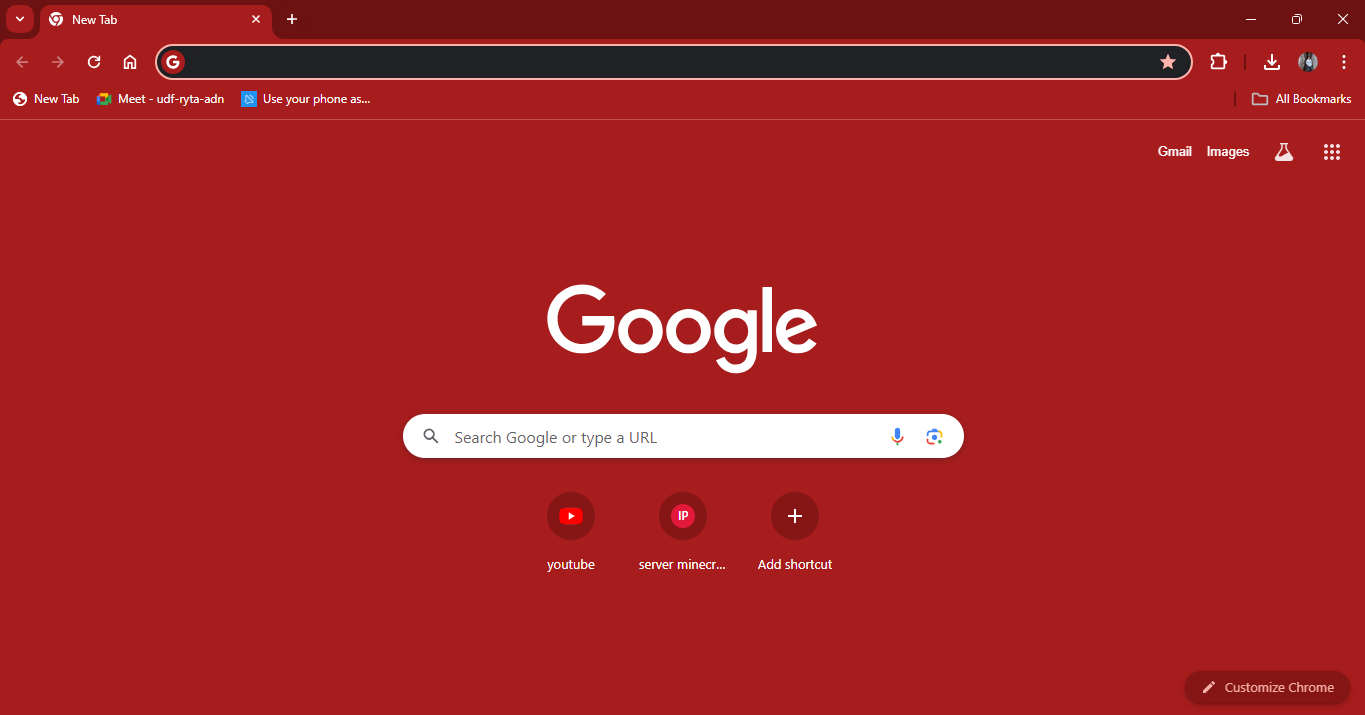 New Tab
New Tab
Meet - udf-ryta-adn
Use your phone as...
All Bookmarks
Gmail Images
Google
Search Google or type a URL
IP
youtube
server minecr...
Add shortcut
Customize Chrome